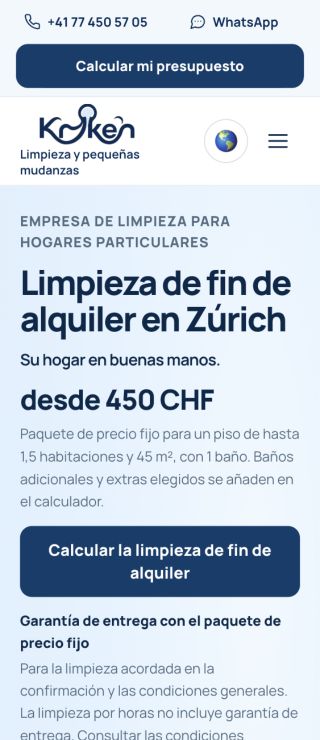 +41 77 450 57 05
WhatsApp
Calcular mi presupuesto
Kraken
Limpieza y pequeñas
mudanzas
EMPRESA DE LIMPIEZA PARA
HOGARES PARTICULARES
Limpieza de fin de
alquiler en Zúrich
Su hogar en buenas manos.
desde 450 CHF
Paquete de precio fijo para un piso de hasta
1,5 habitaciones y 45 m², con 1 baño. Baños
adicionales y extras elegidos se añaden en
el calculador.
Calcular la limpieza de fin de
alquiler
Garantía de entrega con el paquete de
precio fijo
Para la limpieza acordada en la
confirmación y las condiciones generales.
La limpieza por horas no incluye garantía de
entrega. Consultar las condiciones